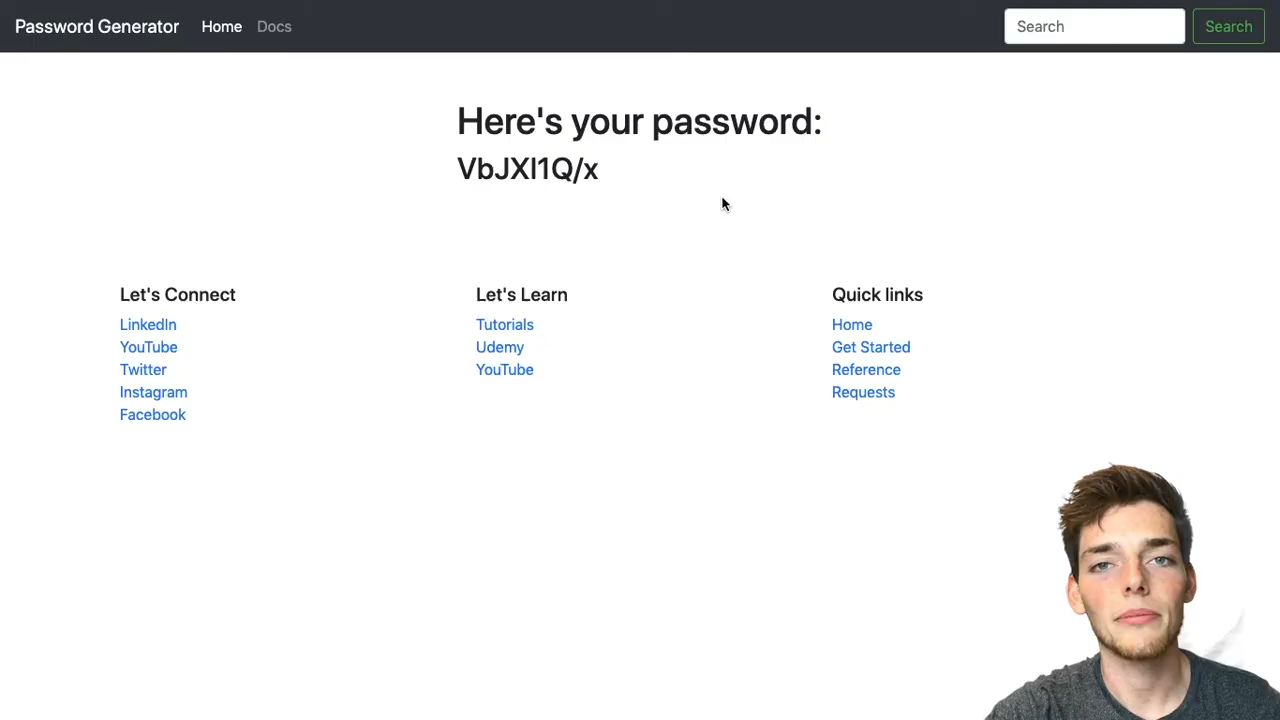 Password Generator Home Docs Search Search
Here's your password:
VbJXI1Q/x
Let's Connect Let's Learn Quick links
LinkedIn Tutorials Home
YouTube Udemy Get Started
Twitter YouTube Reference
Instagram Requests
Facebook